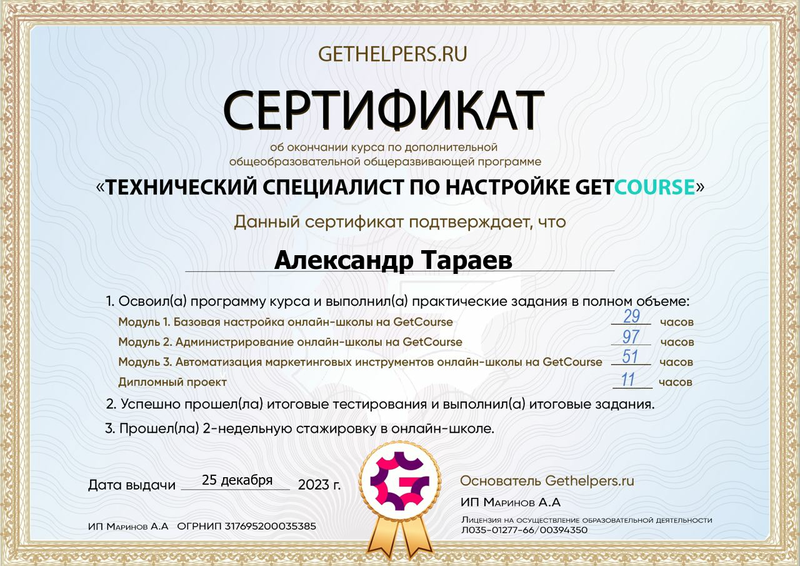 GETHELPERS.RU
СЕРТИФИКАТ
об окончании курса по дополнительной
общеобразовательной общеразвивающей программе
«ТЕХНИЧЕСКИЙ СПЕЦИАЛИСТ ПО НАСТРОЙКЕ GETCOURSE»
Данный сертификат подтверждает, что
Александр Тараев
1. Освоил(а) программу курса и выполнил(а) практические задания в полном объеме:
Модуль 1. Базовая настройка онлайн-школы на GetCourse 29 часов
Модуль 2. Администрирование онлайн-школы на GetCourse 97 часов
Модуль 3. Автоматизация маркетинговых инструментов онлайн-школы на GetCourse 51 часов
Дипломный проект 11 часов
2. Успешно прошел(ла) итоговые тестирования и выполнил(а) итоговые задания.
3. Прошел(ла) 2-недельную стажировку в онлайн-школе.
Дата выдачи 25 декабря 2023 г.
ИП Маринов А.А ОГРНИП 317695200035385
G
Основатель Gethelpers.ru
ИП Маринов А.А
Лицензия на осуществление образовательной деятельности
Л035-01277-66/00394350